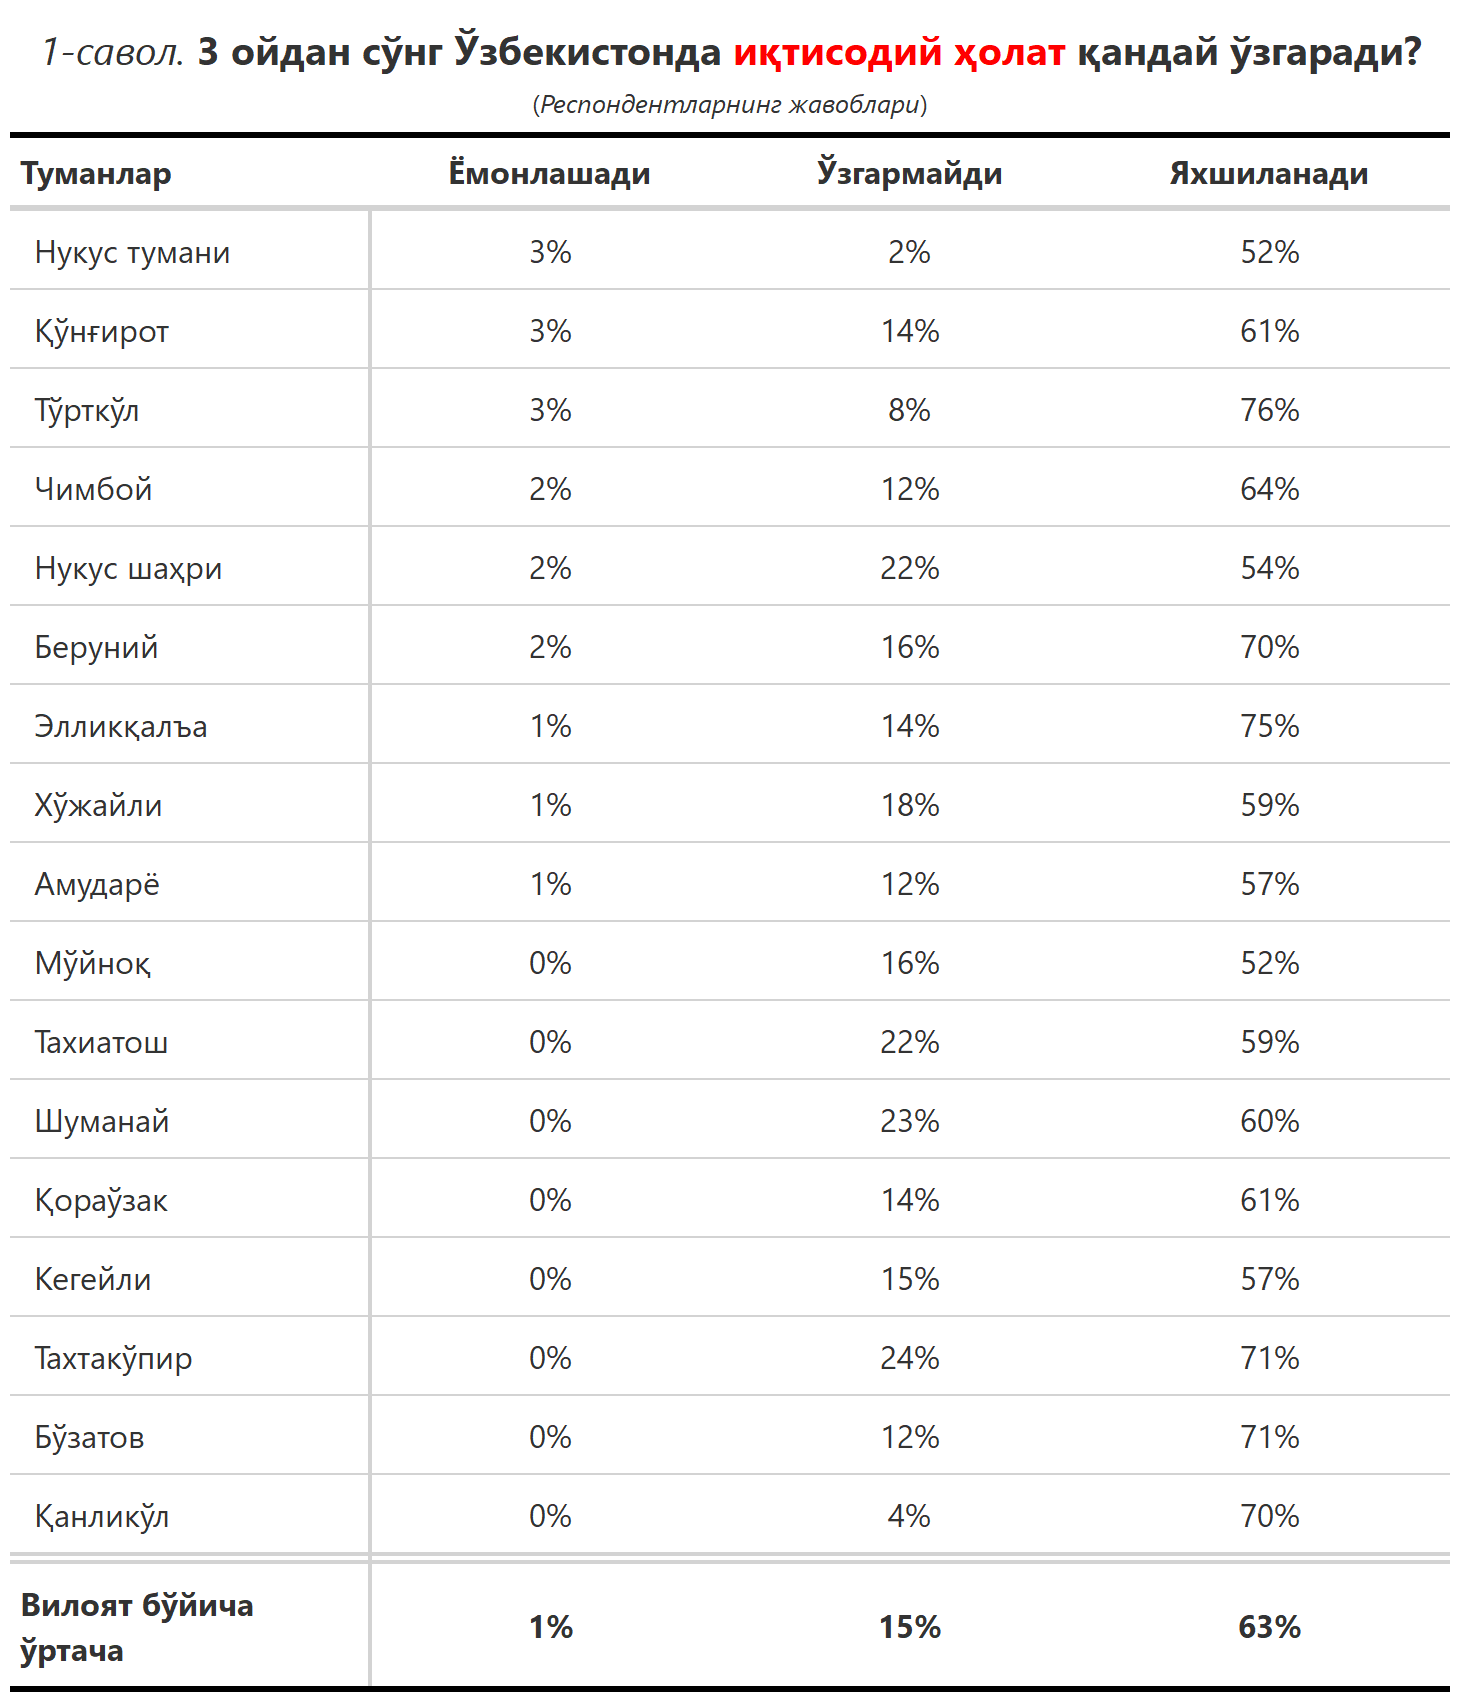 1-савол. 3 ойдан сўнг Ўзбекистонда иқтисодий ҳолат қандай ўзгаради?
(Респондентларнинг жавоблари)
Туманлар Ёмонлашади Ўзгармайди Яхшиланади
Нукус тумани 3% 2% 52%
Қўнғирот 3% 14% 61%
Тўрткўл 3% 8% 76%
Чимбой 2% 12% 64%
Нукус шаҳри 2% 22% 54%
Беруний 2% 16% 70%
Элликқалъа 1% 14% 75%
Хўжайли 1% 18% 59%
Амударё 1% 12% 57%
Мўйноқ 0% 16% 52%
Тахиатош 0% 22% 59%
Шуманай 0% 23% 60%
Қораўзак 0% 14% 61%
Кегейли 0% 15% 57%
Тахтакўпир 0% 24% 71%
Бўзатов 0% 12% 71%
Қанликўл 0% 4% 70%
Вилоят бўйича
ўртача 1% 15% 63%